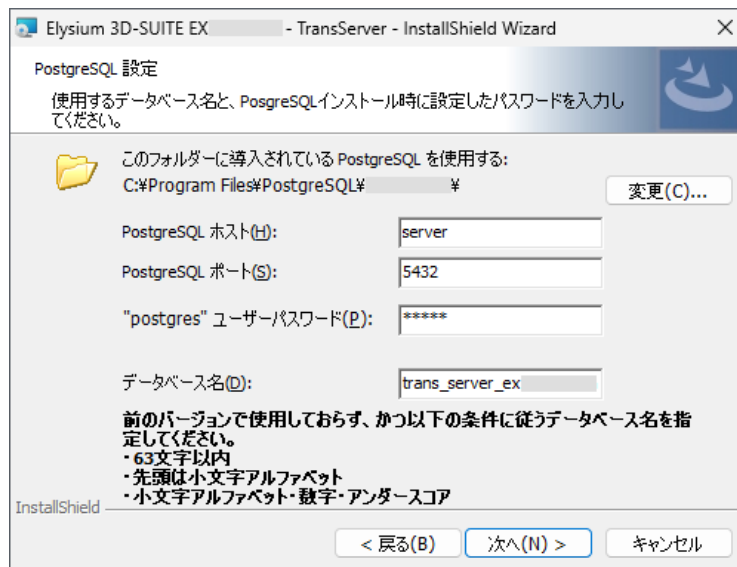 Elysium 3D-SUITE EX - TransServer - InstallShield Wizard
PostgreSQL 設定
使用するデータベース名と、PosgreSQLインストール時に設定したパスワードを入力し
てください。
このフォルダーに導入されている PostgreSQL を使用する:
C:¥Program Files¥PostgreSQL¥ ¥
変更(C)...
PostgreSQL ホスト(H):
server
PostgreSQL ポート(S):
5432
"postgres" ユーザーパスワード(P):
*****
データベース名(D):
trans_server_ex
前のバージョンで使用しておらず、かつ以下の条件に従うデータベース名を指
定してください。
・63文字以内
・先頭は小文字アルファベット
・小文字アルファベット・数字・アンダースコア
InstallShield
< 戻る(B)
次へ(N) >
キャンセル